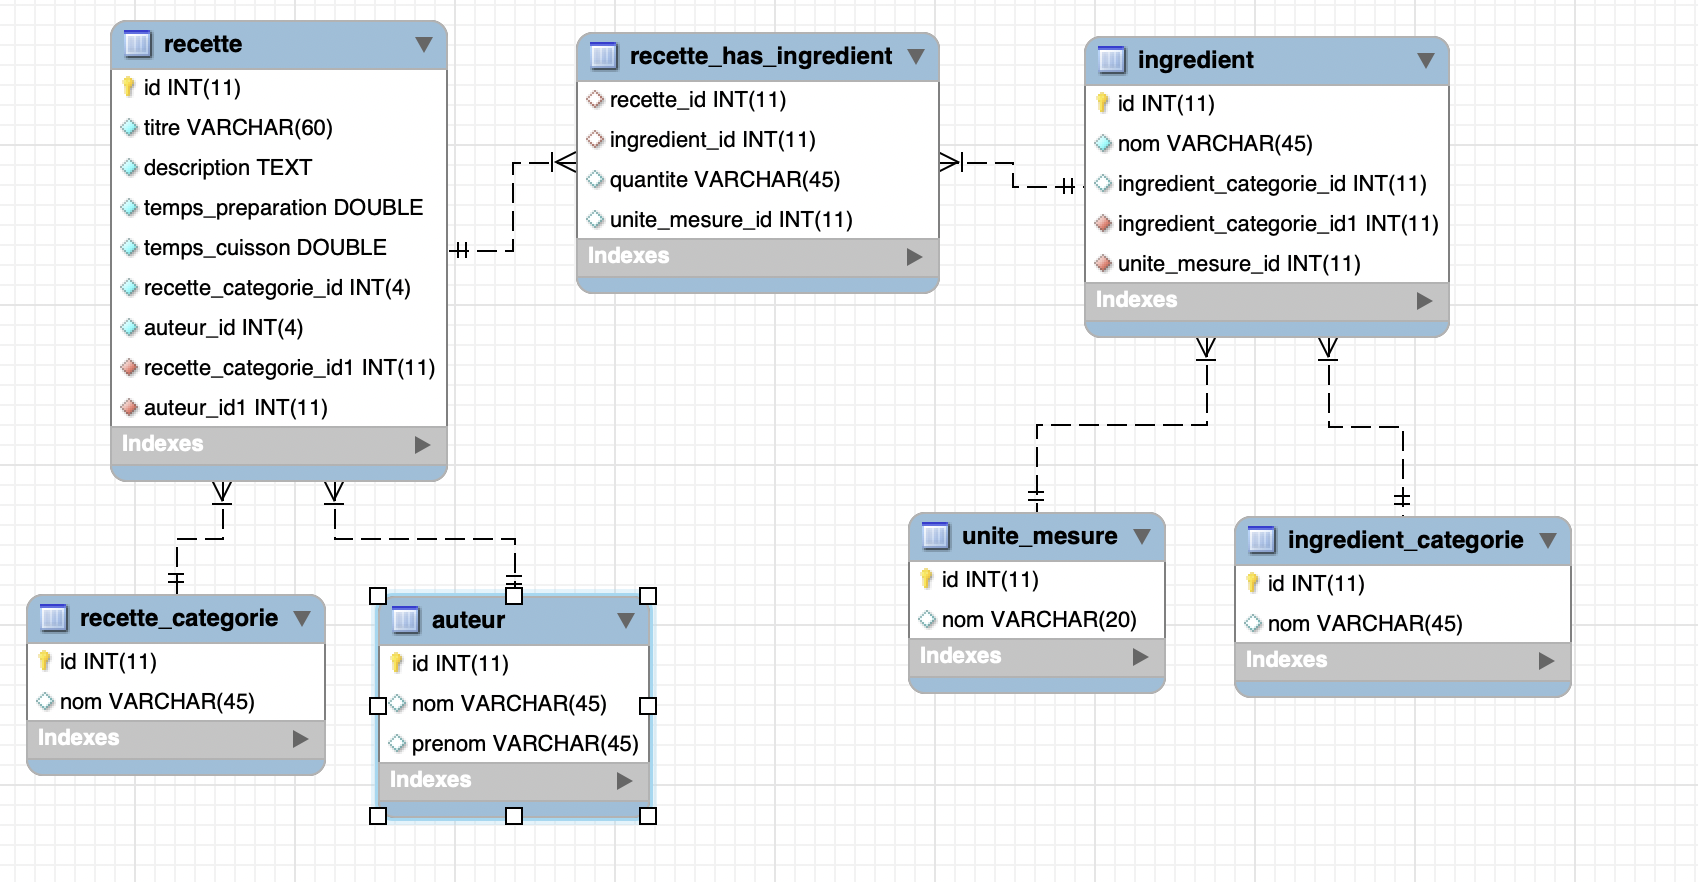 recette
id INT(11)
titre VARCHAR(60)
description TEXT
temps_preparation DOUBLE
temps_cuisson DOUBLE
recette_categorie_id INT(4)
auteur_id INT(4)
recette_categorie_id1 INT(11)
auteur_id1 INT(11)
Indexes
recette_has_ingredient
recette_id INT(11)
ingredient_id INT(11)
quantite VARCHAR(45)
unite_mesure_id INT(11)
Indexes
ingredient
id INT(11)
nom VARCHAR(45)
ingredient_categorie_id INT(11)
ingredient_categorie_id1 INT(11)
unite_mesure_id INT(11)
Indexes
recette_categorie
id INT(11)
nom VARCHAR(45)
Indexes
auteur
id INT(11)
nom VARCHAR(45)
prenom VARCHAR(45)
Indexes
unite_mesure
id INT(11)
nom VARCHAR(20)
Indexes
ingredient_categorie
id INT(11)
nom VARCHAR(45)
Indexes